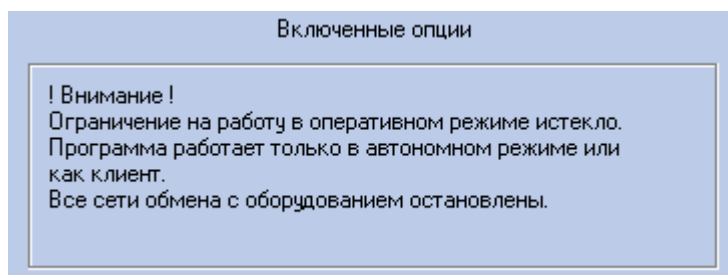 Включенные опции
! Внимание !
Ограничение на работу в оперативном режиме истекло.
Программа работает только в автономном режиме или
как клиент.
Все сети обмена с оборудованием остановлены.